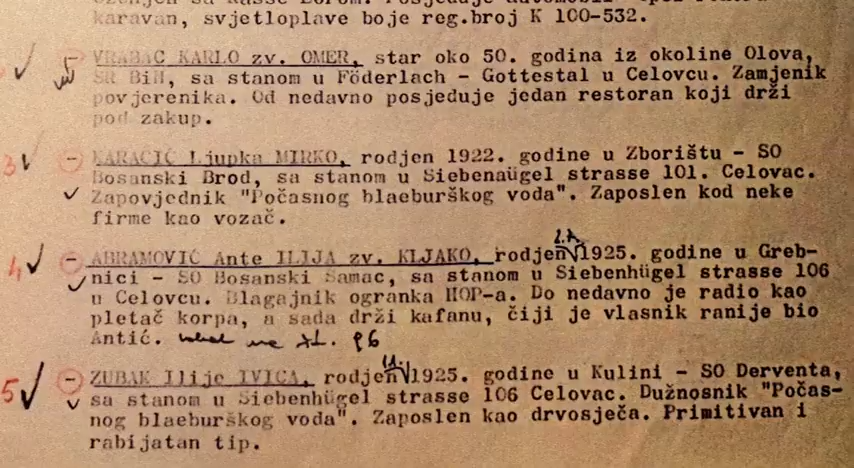 karavan, svjetloplave boje reg.broj K 100-532.
- VRABAC KARLO zv. OMER, star oko 50. godina iz okoline Olova,
SR BiH, sa stanom u Föderlach - Gottestal u Celovcu. Zamjenik
povjerenika. Od nedavno posjeduje jedan restoran koji drži
pod zakup.
3 - KARAČIĆ Ljupka MIRKO, rodjen 1922. godine u Zborištu - SO
Bosanski Brod, sa stanom u Siebenaügel strasse 101. Celovac.
Zapovjednik "Počasnog blaeburškog voda". Zaposlen kod neke
firme kao vozač.
4 - ABRAMOVIĆ Ante ILIJA zv. KLJAKO, rodjen 1925. godine u Greb-
nici - SO Bosanski Šamac, sa stanom u Siebenhügel strasse 106
u Celovcu. Blagajnik ogranka HOP-a. Do nedavno je radio kao
pletač korpa, a sada drži kafanu, čiji je vlasnik ranije bio
Antić.
5 - ZUBAK Ilije IVICA, rodjen 1925. godine u Kulini - SO Derventa,
sa stanom u Siebenhügel strasse 106 Celovac. Dužnosnik "Počas-
nog blaeburškog voda". Zaposlen kao drvosječa. Primitivan i
rabijatan tip.